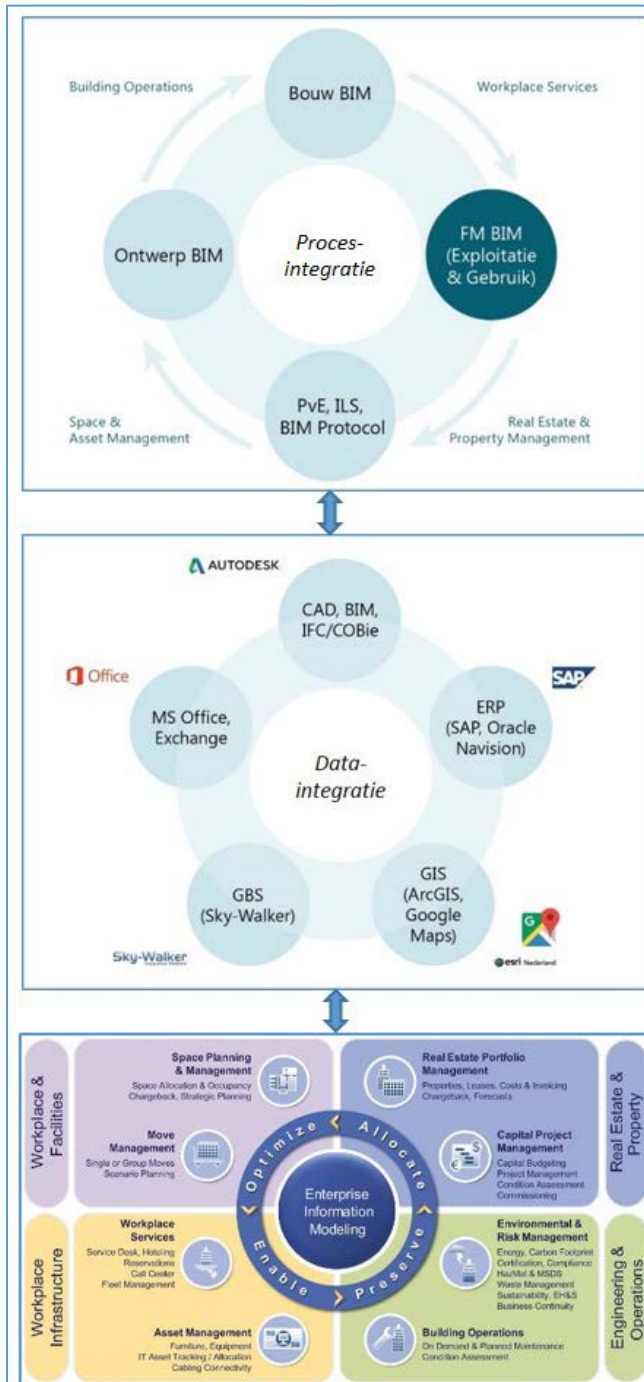 Building Operations
Bouw BIM
Workplace Services
Ontwerp BIM
Proces-
integratie
FM BIM
(Exploitatie
& Gebruik)
PvE, ILS,
BIM Protocol
Space &
Asset Management
Real Estate &
Property Management
AUTODESK
CAD, BIM,
IFC/COBie
Office
SAP
MS Office,
Exchange
ERP
(SAP, Oracle
Navision)
Data-
integratie
GBS
(Sky-Walker)
GIS
(ArcGIS,
Google
Maps)
G
Sky-Walker
esri Nederland
Workplace &
Facilities
Space Planning
& Management
Space Allocation & Occupancy
Chargeback, Strategic Planning
Move
Management
Single or Group Moves
Scenario Planning
Real Estate Portfolio
Management
Properties, Leases, Costs & Invoicing
Chargeback, Forecasts
Capital Project
Management
Capital Budgeting
Project Management
Condition Assessment
Commissioning
Real Estate &
Property
Optimize
Allocate
Enterprise
Information
Modeling
Enable
Preserve
Workplace
Infrastructure
Workplace
Services
Service Desk, Hoteling
Reservations
Call Center
Fleet Management
Asset Management
Furniture, Equipment
IT Asset Tracking / Allocation
Cabling Connectivity
Environmental &
Risk Management
Energy, Carbon Footprint
Certification, Compliance
HazMat & MSDS
Waste Management
Sustainability, EH&S
Business Continuity
Building Operations
On Demand & Planned Maintenance
Condition Assessment
Engineering &
Operations